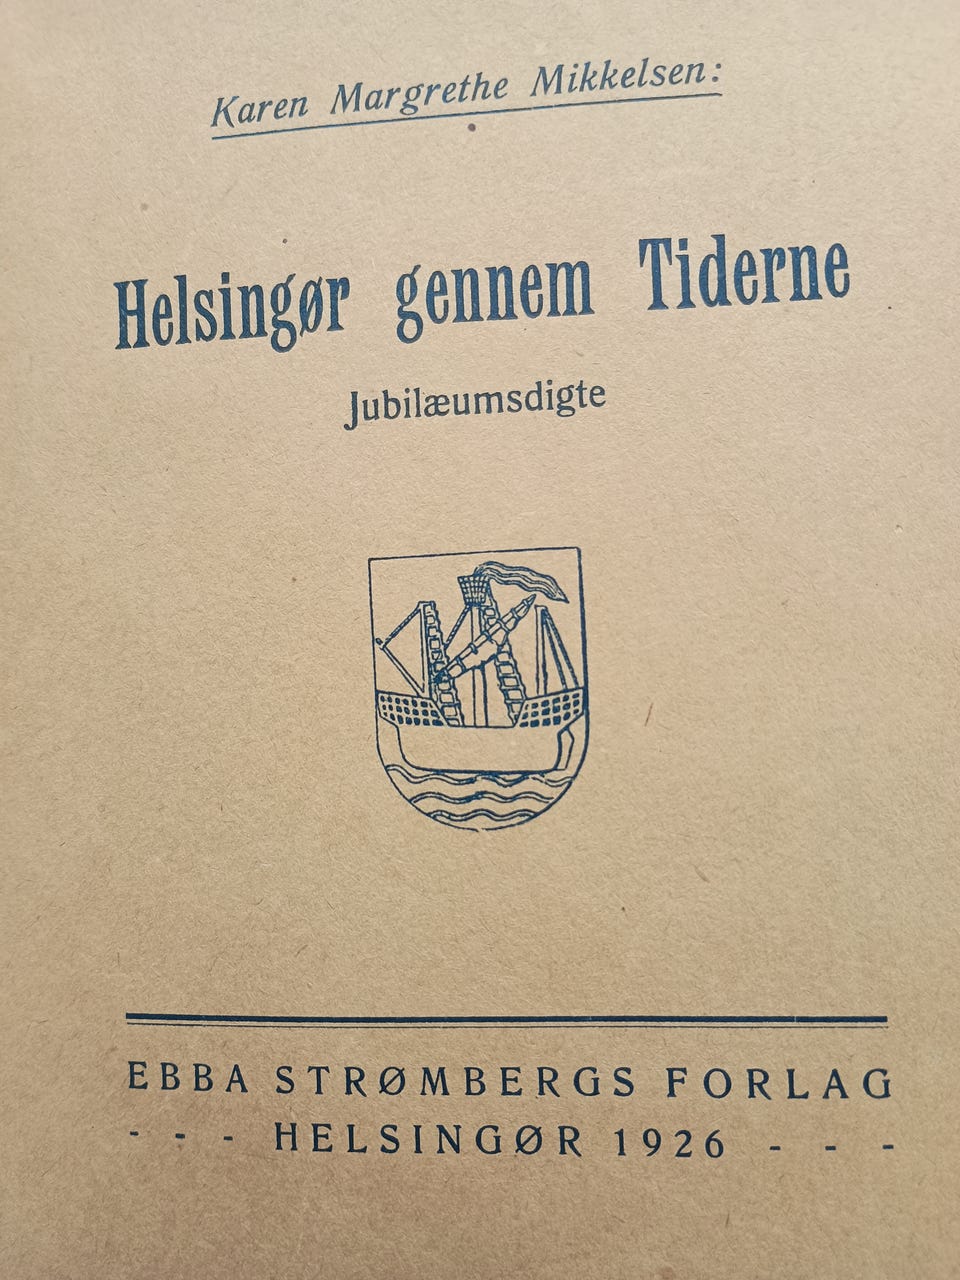 Karen Margrethe Mikkelsen:
Helsingør gennem Tiderne
Jubilæumsdigte
EBBA STRØMBERGS FORLAG
- - - HELSINGØR 1926 - - -